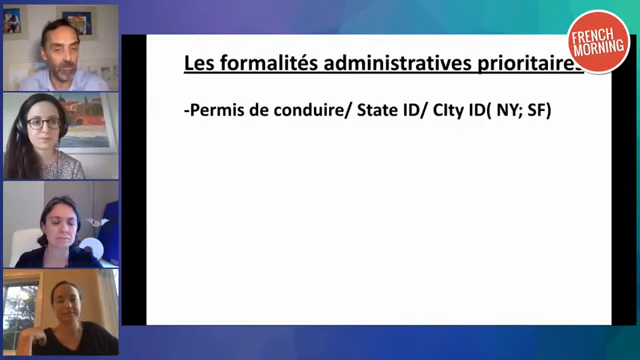 Les formalités administratives prioritaires
-Permis de conduire/ State ID/ CIty ID( NY; SF)
FRENCH
MORNING